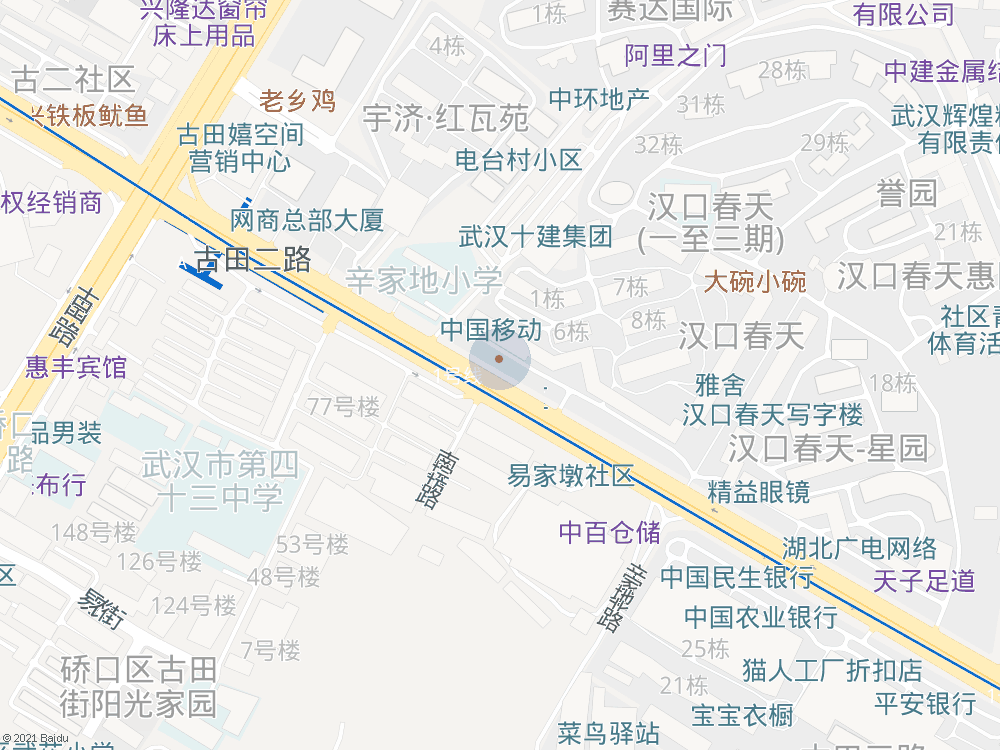 兴隆达窗帘
床上用品
1栋
赛达国际
有限公司
4栋
阿里之门
28栋
中建金属结
古二社区
老乡鸡
中环地产
31栋
兴铁板鱿鱼
宇济·红瓦苑
武汉辉煌精
有限责任
古田嬉空间
营销中心
电台村小区
32栋
29栋
权经销商
网商总部大厦
汉口春天
(一至三期)
誉园
武汉十建集团
21栋
古田二路
辛家地小学
1栋
7栋
大碗小碗
汉口春天惠
中国移动
6栋
8栋
汉口春天
社区青
体育活
惠丰宾馆
雅舍
18栋
77号楼
汉口春天写字楼
品男装
硚口
路
武汉市第四
十三中学
汉口春天-星园
布行
南拐路
易家墩社区
精益眼镜
148号楼
53号楼
中百仓储
湖北广电网络
126号楼
48号楼
中国民生银行
天子足道
区
124号楼
辛家地路
中国农业银行
7号楼
25栋
硚口区古田
街阳光家园
21栋
猫人工厂折扣店
宝宝衣橱
平安银行
菜鸟驿站
© 2021 Baidu